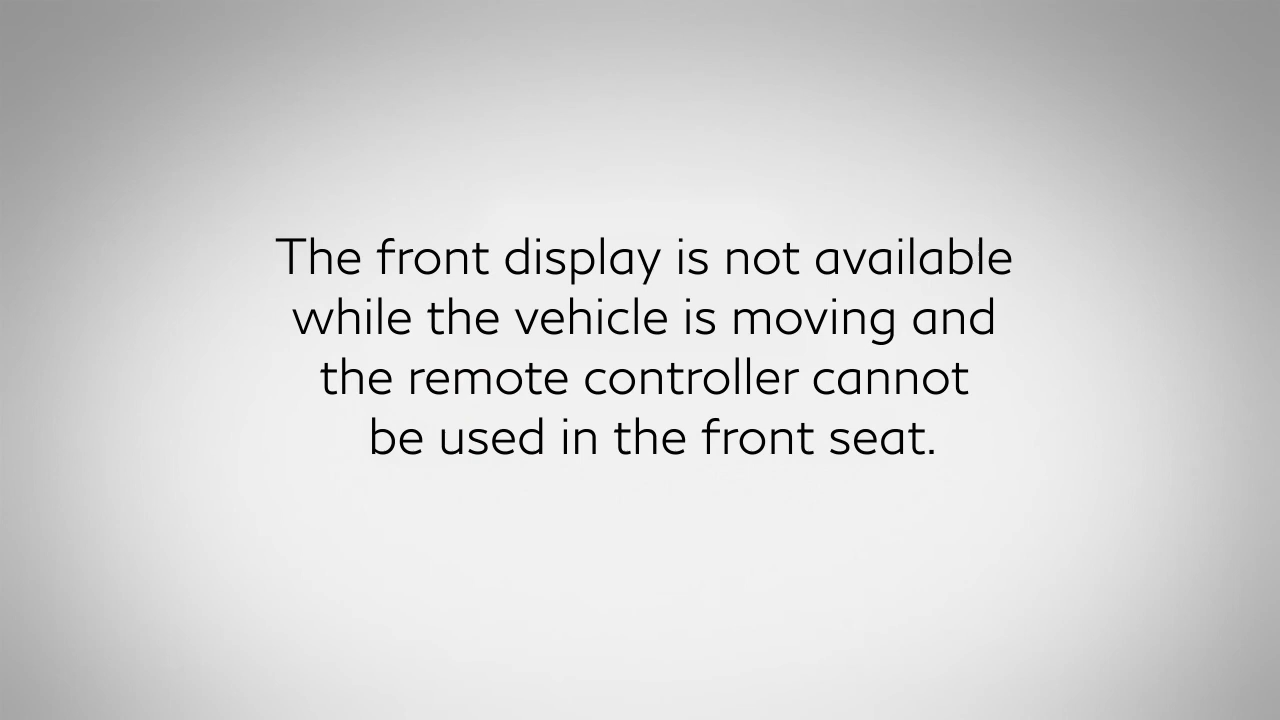 The front display is not available
while the vehicle is moving and
the remote controller cannot
be used in the front seat.